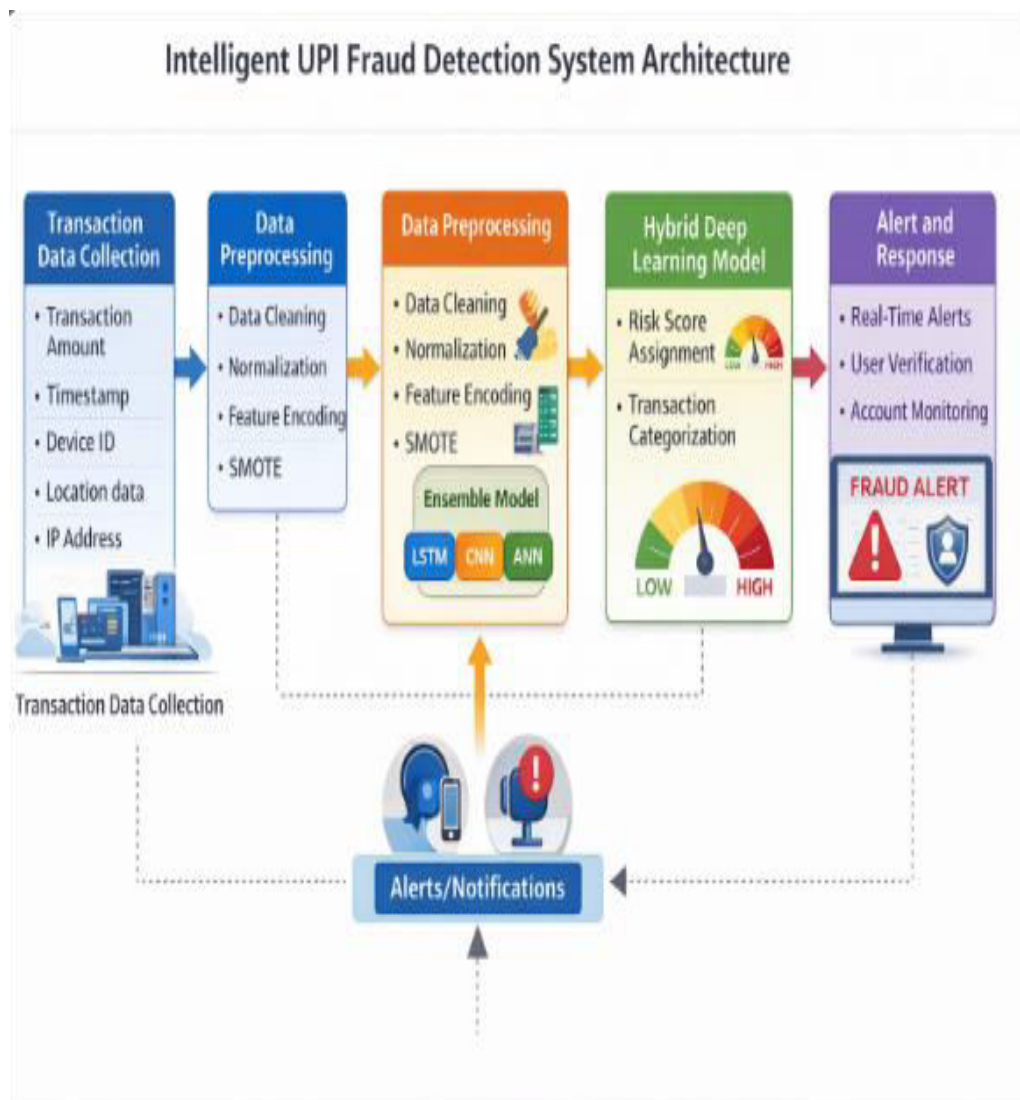 Intelligent UPI Fraud Detection System Architecture
Transaction
Data Collection
• Transaction
Amount
• Timestamp
• Device ID
• Location data
• IP Address
Transaction Data Collection
Data
Preprocessing
• Data Cleaning
• Normalization
• Feature Encoding
• SMOTE
Data Preprocessing
• Data Cleaning
• Normalization
• Feature Encoding
• SMOTE
Ensemble Model
LSTM CNN ANN
Hybrid Deep
Learning Model
• Risk Score
Assignment
LOW HIGH
• Transaction
Categorization
LOW HIGH
Alert and
Response
• Real-Time Alerts
• User Verification
• Account Monitoring
FRAUD ALERT
Alerts/Notifications